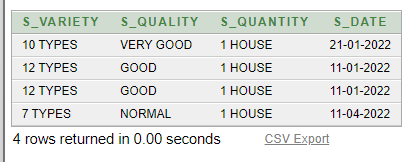 S_VARIETY S_QUALITY S_QUANTITY S_DATE
10 TYPES VERY GOOD 1 HOUSE 21-01-2022
12 TYPES GOOD 1 HOUSE 11-01-2022
12 TYPES GOOD 1 HOUSE 11-01-2022
7 TYPES NORMAL 1 HOUSE 11-04-2022
4 rows returned in 0.00 seconds CSV Export